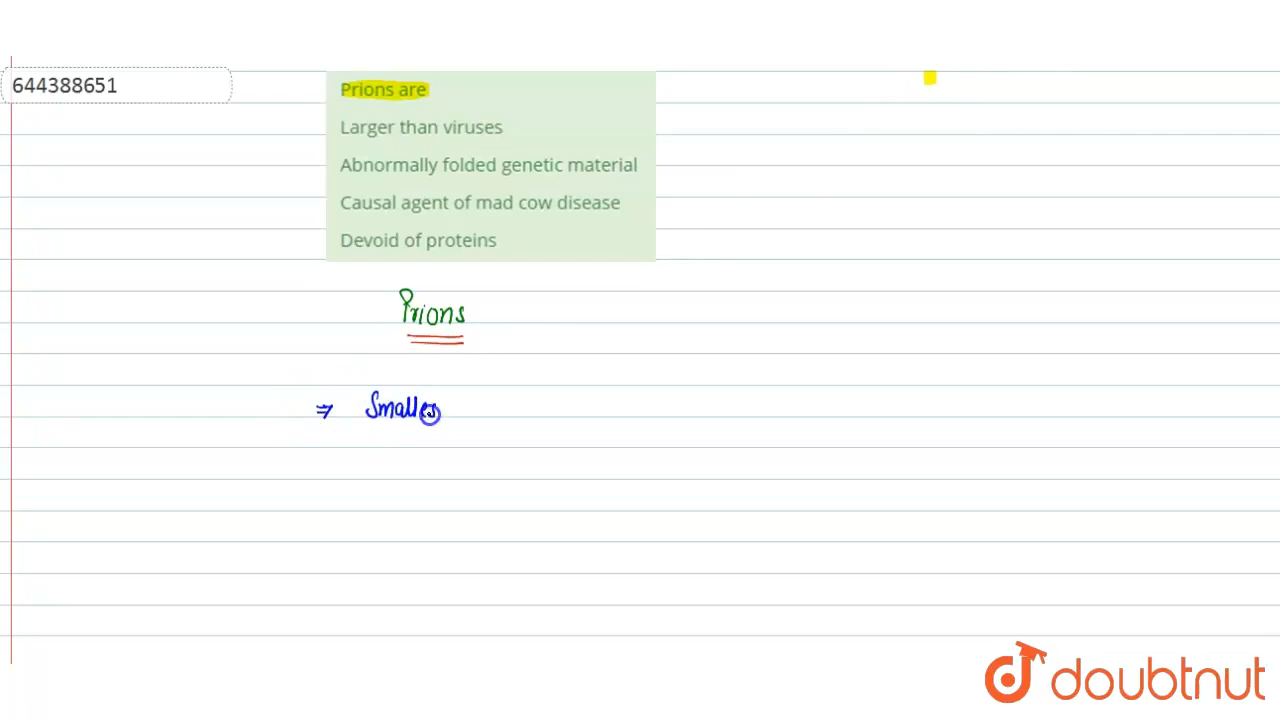 644388651
Prions are
Larger than viruses
Abnormally folded genetic material
Causal agent of mad cow disease
Devoid of proteins
Prions
⇒ Smalles
doubtnut